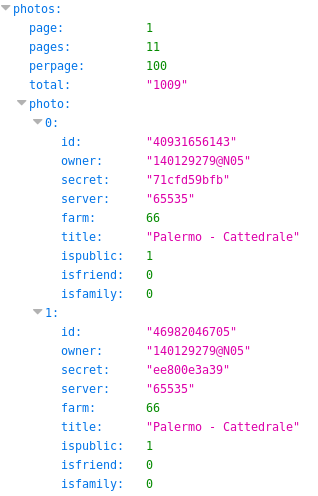 photos:
page: 1
pages: 11
perpage: 100
total: "1009"
photo:
0:
id: "40931656143"
owner: "140129279@N05"
secret: "71cfd59bfb"
server: "65535"
farm: 66
title: "Palermo - Cattedrale"
ispublic: 1
isfriend: 0
isfamily: 0
1:
id: "46982046705"
owner: "140129279@N05"
secret: "ee800e3a39"
server: "65535"
farm: 66
title: "Palermo - Cattedrale"
ispublic: 1
isfriend: 0
isfamily: 0